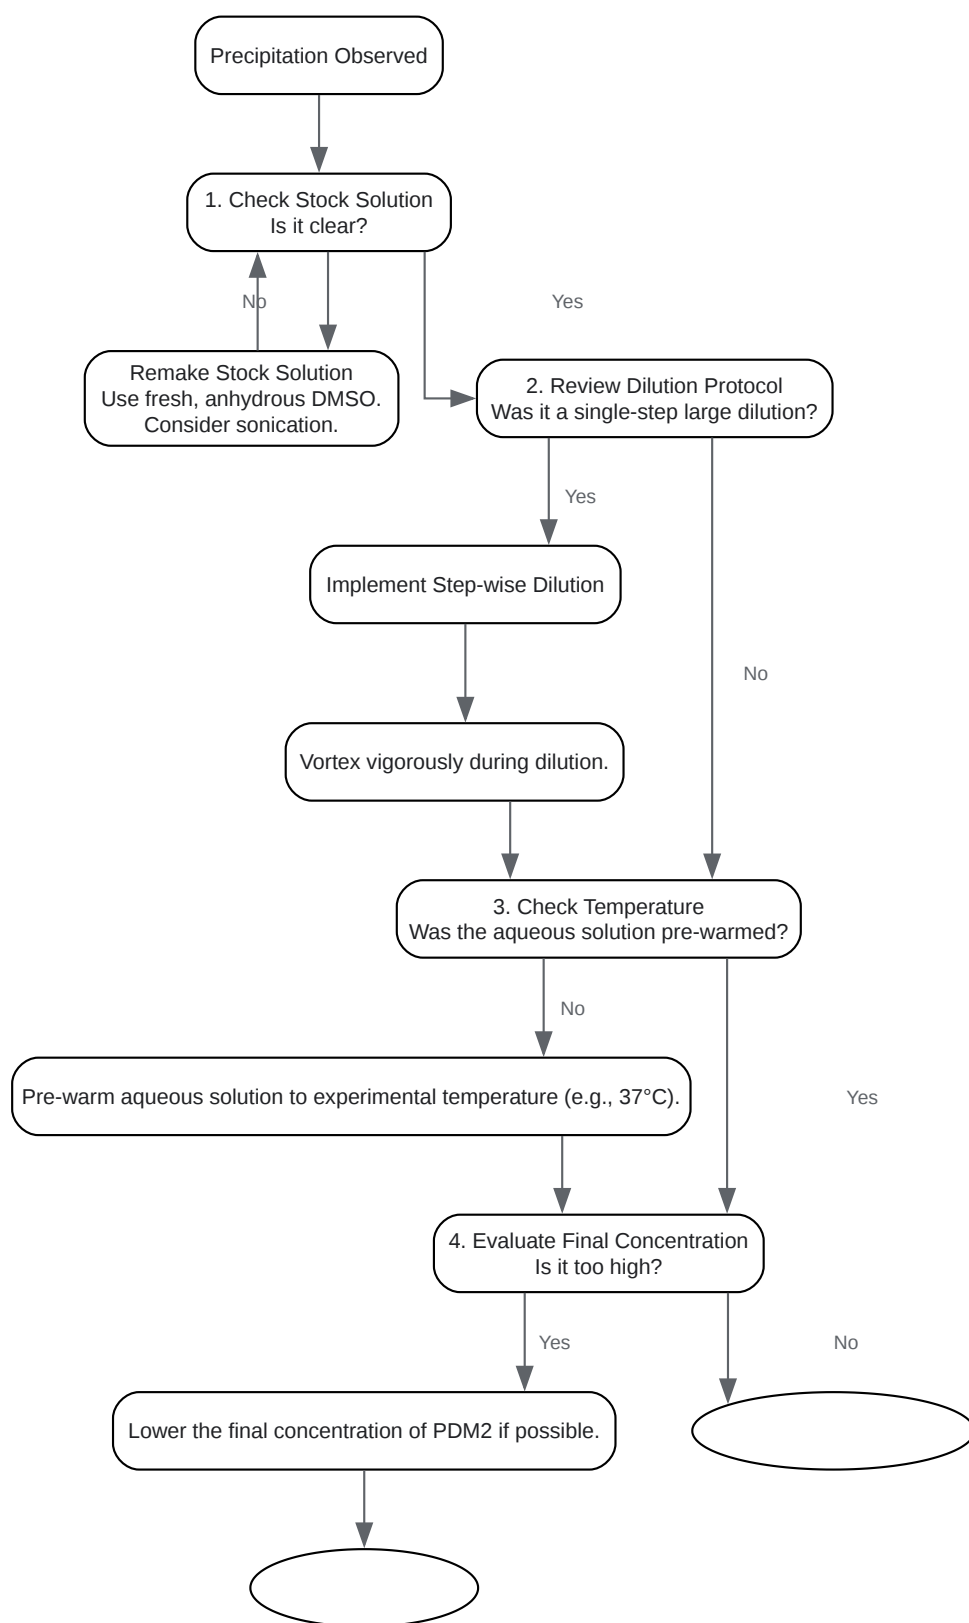 Precipitation Observed
1. Check Stock Solution
Is it clear?
No
Yes
Remake Stock Solution
Use fresh, anhydrous DMSO.
Consider sonication.
2. Review Dilution Protocol
Was it a single-step large dilution?
Yes
Implement Step-wise Dilution
No
Vortex vigorously during dilution.
3. Check Temperature
Was the aqueous solution pre-warmed?
No
Pre-warm aqueous solution to experimental temperature (e.g., 37°C).
Yes
4. Evaluate Final Concentration
Is it too high?
Yes
No
Lower the final concentration of PDM2 if possible.